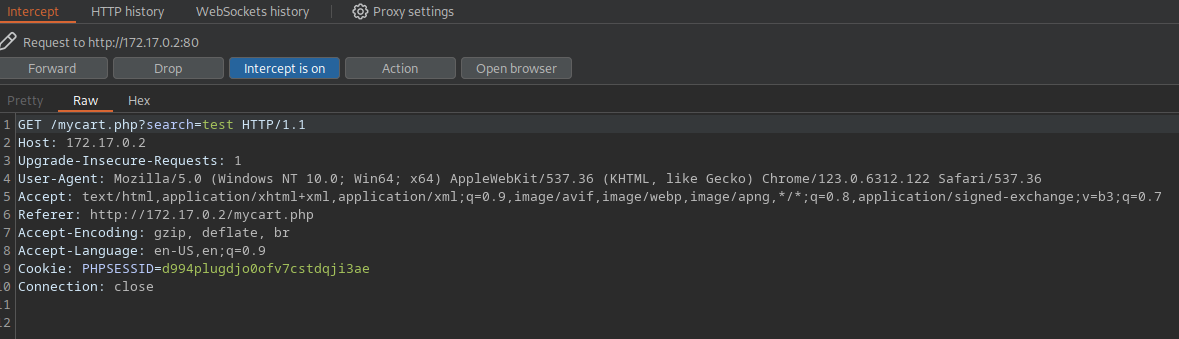 Intercept HTTP history WebSockets history Proxy settings
Request to http://172.17.0.2:80
Forward Drop Intercept is on Action Open browser
Pretty Raw Hex
1 GET /mycart.php?search=test HTTP/1.1
2 Host: 172.17.0.2
3 Upgrade-Insecure-Requests: 1
4 User-Agent: Mozilla/5.0 (Windows NT 10.0; Win64; x64) AppleWebKit/537.36 (KHTML, like Gecko) Chrome/123.0.6312.122 Safari/537.36
5 Accept: text/html,application/xhtml+xml,application/xml;q=0.9,image/avif,image/webp,image/apng,*/*;q=0.8,application/signed-exchange;v=b3;q=0.7
6 Referer: http://172.17.0.2/mycart.php
7 Accept-Encoding: gzip, deflate, br
8 Accept-Language: en-US,en;q=0.9
9 Cookie: PHPSESSID=d994plugdjo0ofv7cstdqji3ae
10 Connection: close
11
12